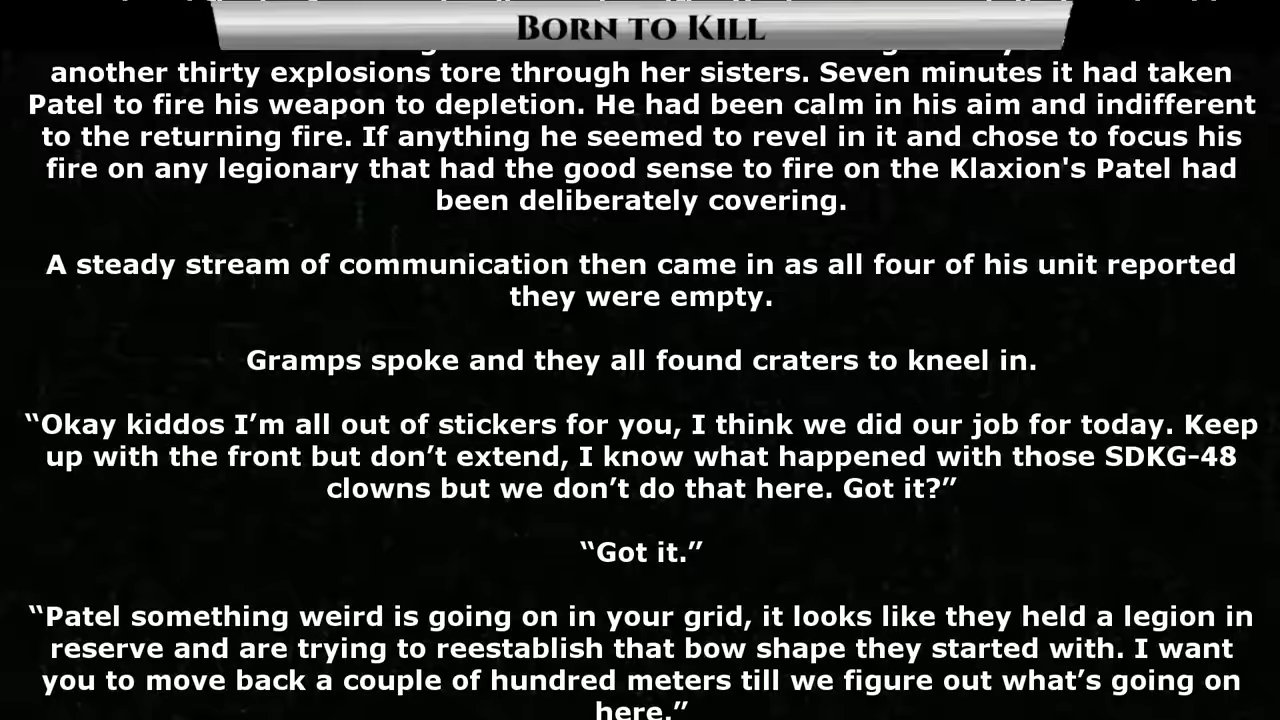 Born to Kill
another thirty explosions tore through her sisters. Seven minutes it had taken
Patel to fire his weapon to depletion. He had been calm in his aim and indifferent
to the returning fire. If anything he seemed to revel in it and chose to focus his
fire on any legionary that had the good sense to fire on the Klaxion's Patel had
been deliberately covering.
A steady stream of communication then came in as all four of his unit reported
they were empty.
Gramps spoke and they all found craters to kneel in.
“Okay kiddos I’m all out of stickers for you, I think we did our job for today. Keep
up with the front but don’t extend, I know what happened with those SDKG-48
clowns but we don’t do that here. Got it?”
“Got it.”
“Patel something weird is going on in your grid, it looks like they held a legion in
reserve and are trying to reestablish that bow shape they started with. I want
you to move back a couple of hundred meters till we figure out what’s going on
here.”